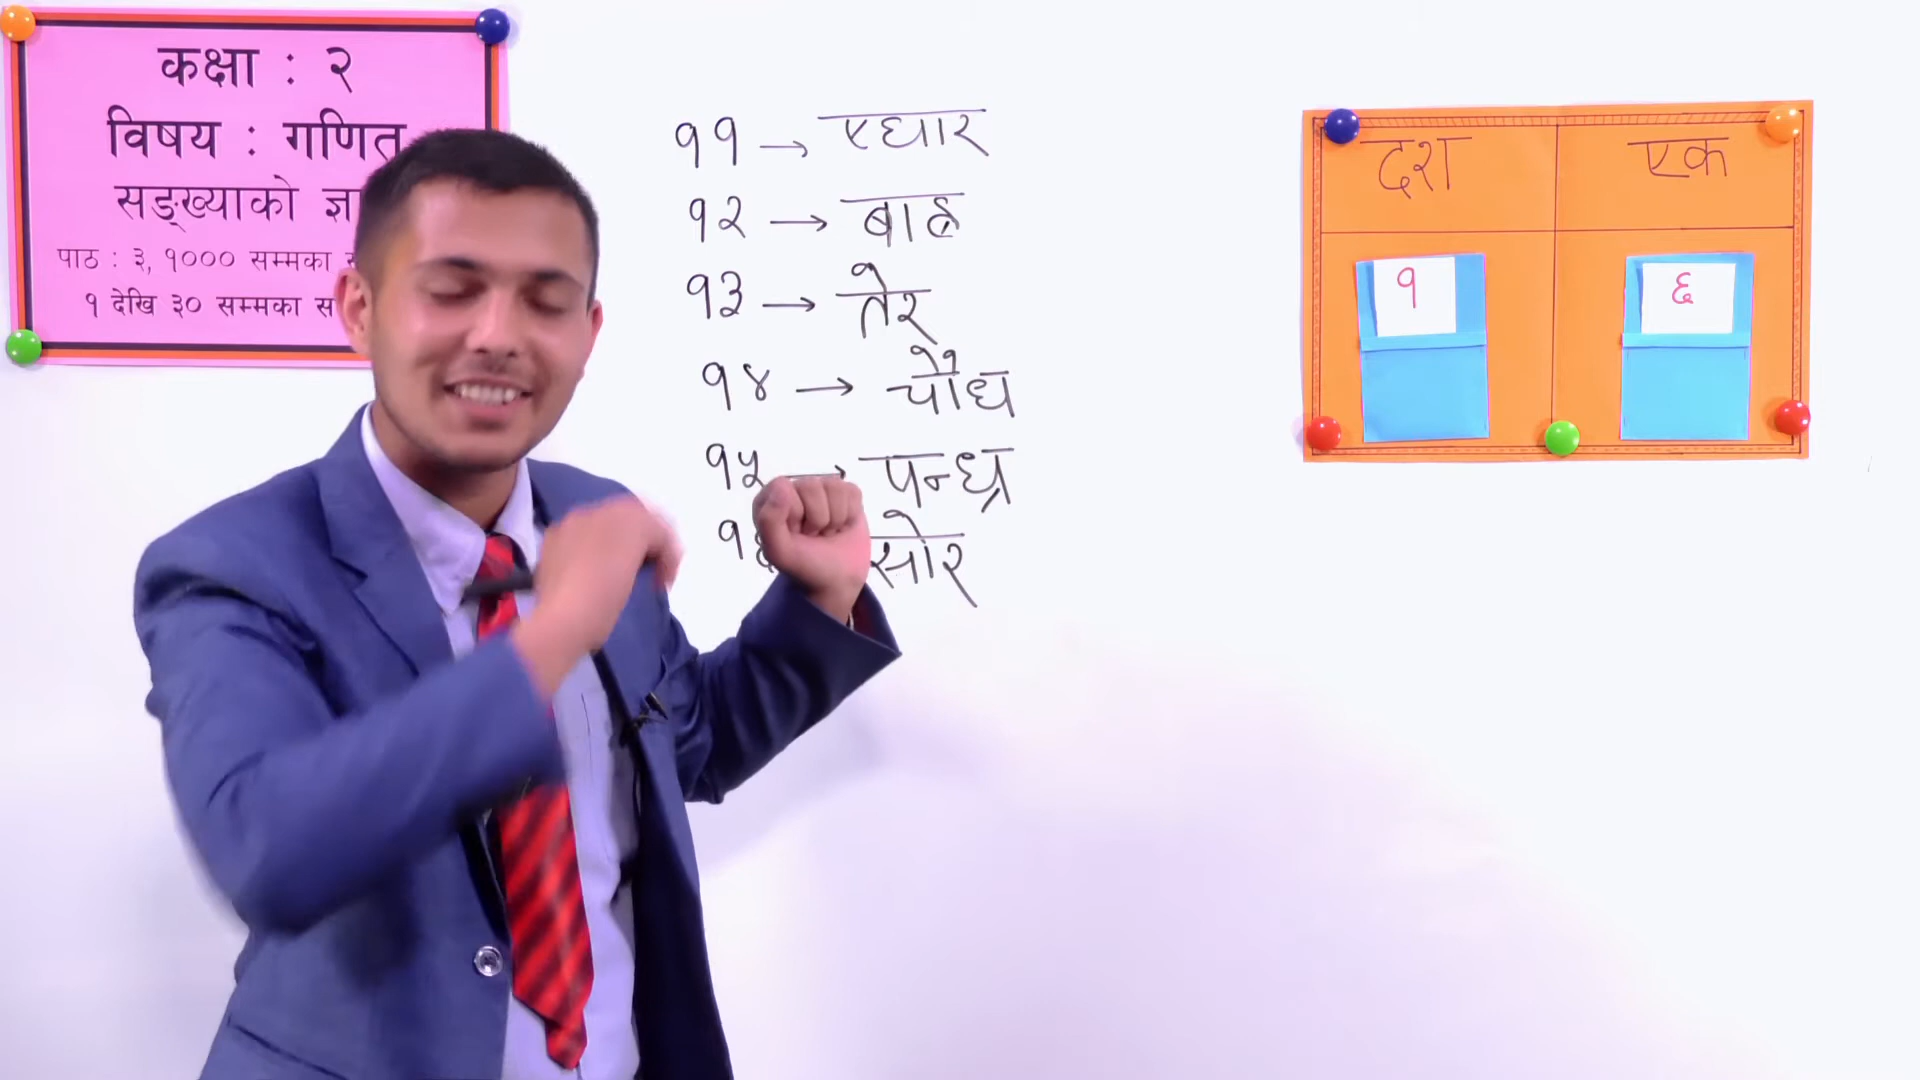 कक्षा : २
विषय : गणित
सङ्ख्याको
पाठ : ३, १००० सम्मका
१ देखि ३० सम्मका
११ → एघार
१२ → बाह्र
१३ → तेर
१४ → चौध
१५ → पन्ध्र
१६ सोर
दश एक
१ ६